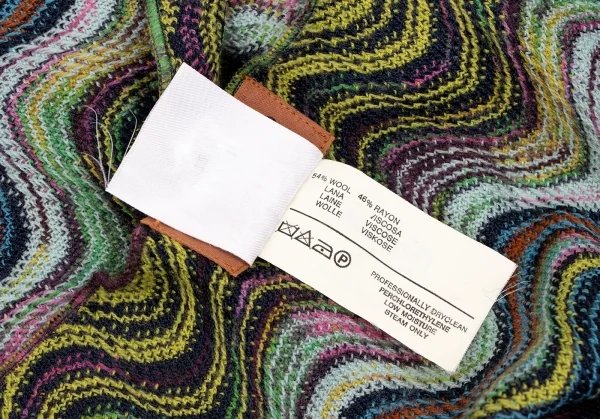 54% WOOL 46% RAYON
LANA VISCOSA
LAINE VISCOSE
WOLLE VISKOSE
P
PROFESSIONALLY DRYCLEAN
PERCHLORETHYLENE
LOW MOISTURE
STEAM ONLY